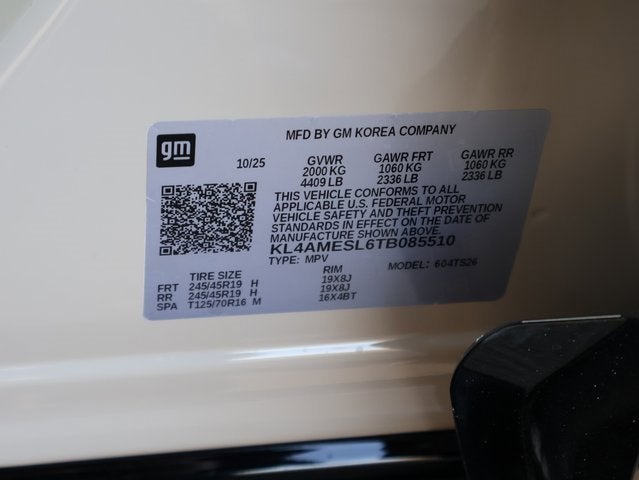 gm
MFD BY GM KOREA COMPANY
10/25 GVWR GAWR FRT GAWR RR
2000 KG 1060 KG 1060 KG
4409 LB 2336 LB 2336 LB
THIS VEHICLE CONFORMS TO ALL
APPLICABLE U.S. FEDERAL MOTOR
VEHICLE SAFETY AND THEFT PREVENTION
STANDARDS IN EFFECT ON THE DATE OF
MANUFACTURE SHOWN ABOVE.
KL4AMESL6TB085510
TYPE: MPV MODEL: 604TS26
TIRE SIZE RIM
FRT 245/45R19 H 19X8J
RR 245/45R19 H 19X8J
SPA T125/70R16 M 16X4BT